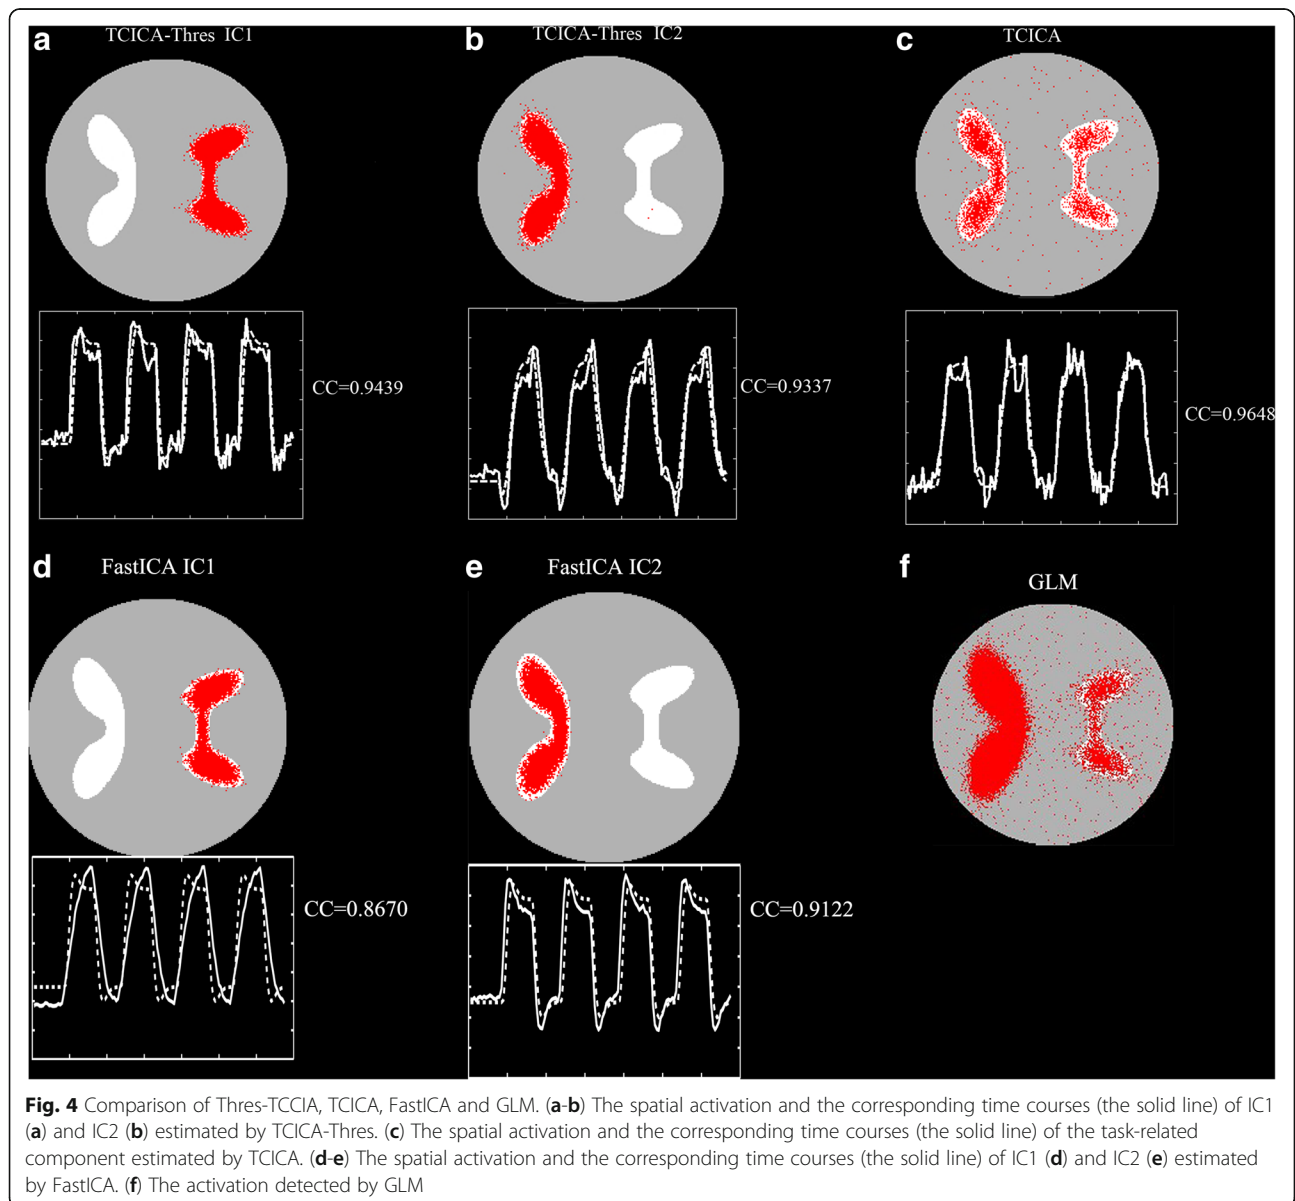 a
TCICA-Thres IC1
b
TCICA-Thres IC2
c
TCICA
CC=0.9439
CC=0.9337
CC=0.9648
d
FastICA IC1
e
FastICA IC2
f
GLM
CC=0.8670
CC=0.9122
Fig. 4 Comparison of Thres-TCCIA, TCICA, FastICA and GLM. (a-b) The spatial activation and the corresponding time courses (the solid line) of IC1
(a) and IC2 (b) estimated by TCICA-Thres. (c) The spatial activation and the corresponding time courses (the solid line) of the task-related
component estimated by TCICA. (d-e) The spatial activation and the corresponding time courses (the solid line) of IC1 (d) and IC2 (e) estimated
by FastICA. (f) The activation detected by GLM